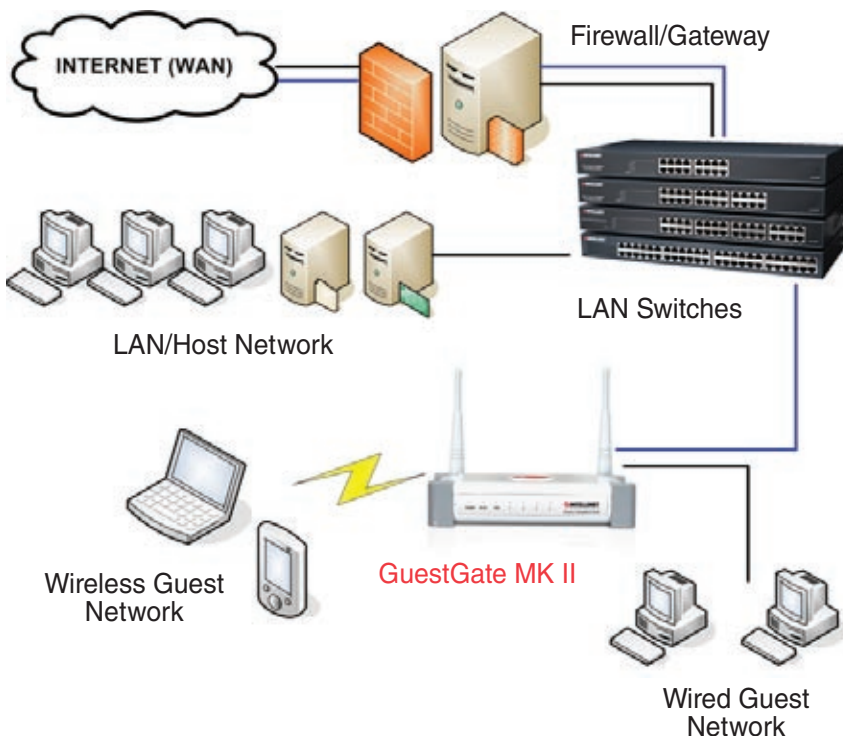 INTERNET (WAN)
Firewall/Gateway
LAN Switches
LAN/Host Network
GuestGate MK II
Wireless Guest
Network
Wired Guest
Network